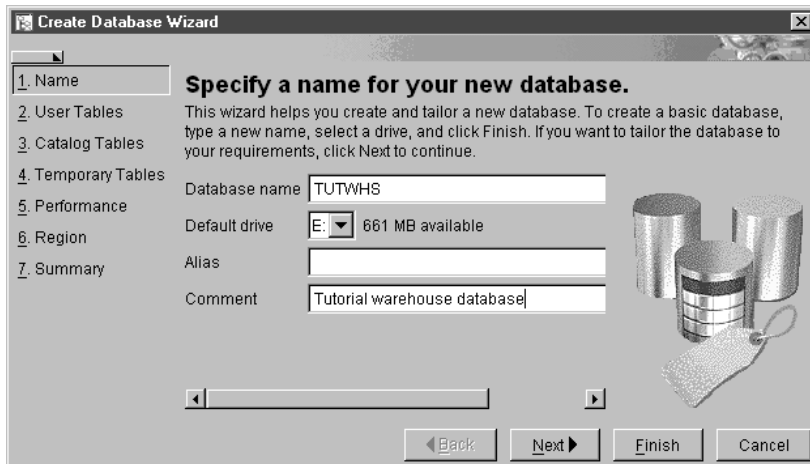 Create Database Wizard
1. Name
2. User Tables
3. Catalog Tables
4. Temporary Tables
5. Performance
6. Region
7. Summary
Specify a name for your new database.
This wizard helps you create and tailor a new database. To create a basic database,
type a new name, select a drive, and click Finish. If you want to tailor the database to
your requirements, click Next to continue.
Database name TUTWHS
Default drive E: 661 MB available
Alias
Comment Tutorial warehouse database
Back Next Finish Cancel